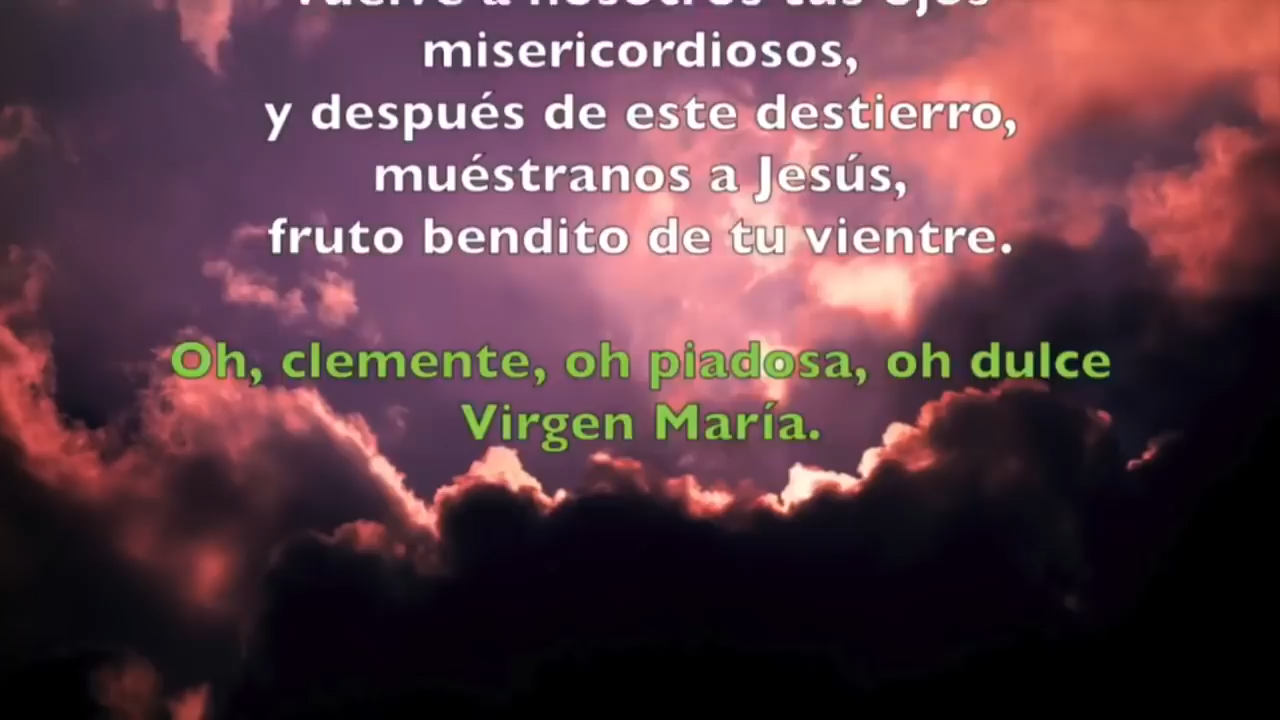 vuelve a nosotros tus ojos
misericordiosos,
y después de este destierro,
muéstranos a Jesús,
fruto bendito de tu vientre.
Oh, clemente, oh piadosa, oh dulce
Virgen María.